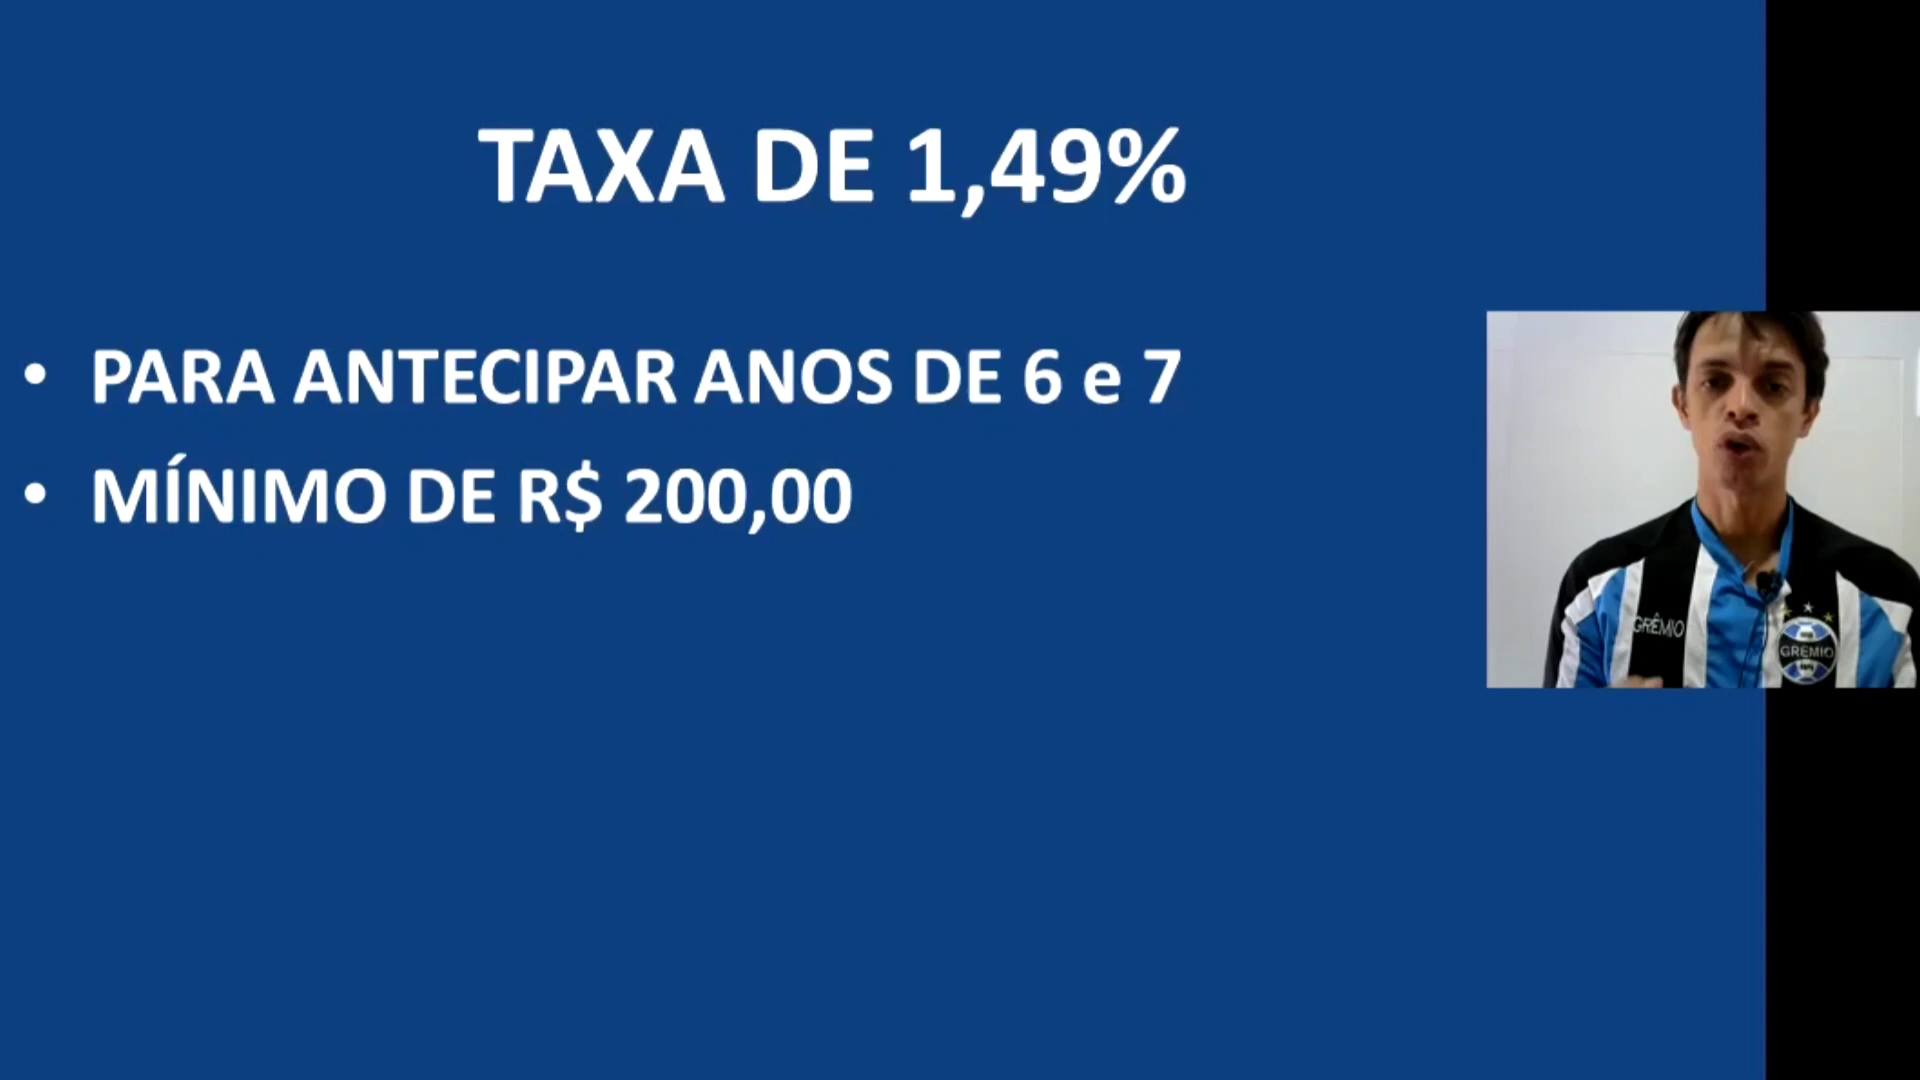 TAXA DE 1,49%
• PARA ANTECIPAR ANOS DE 6 e 7
• MÍNIMO DE R$ 200,00
GRÊMIO
GRÊMIO